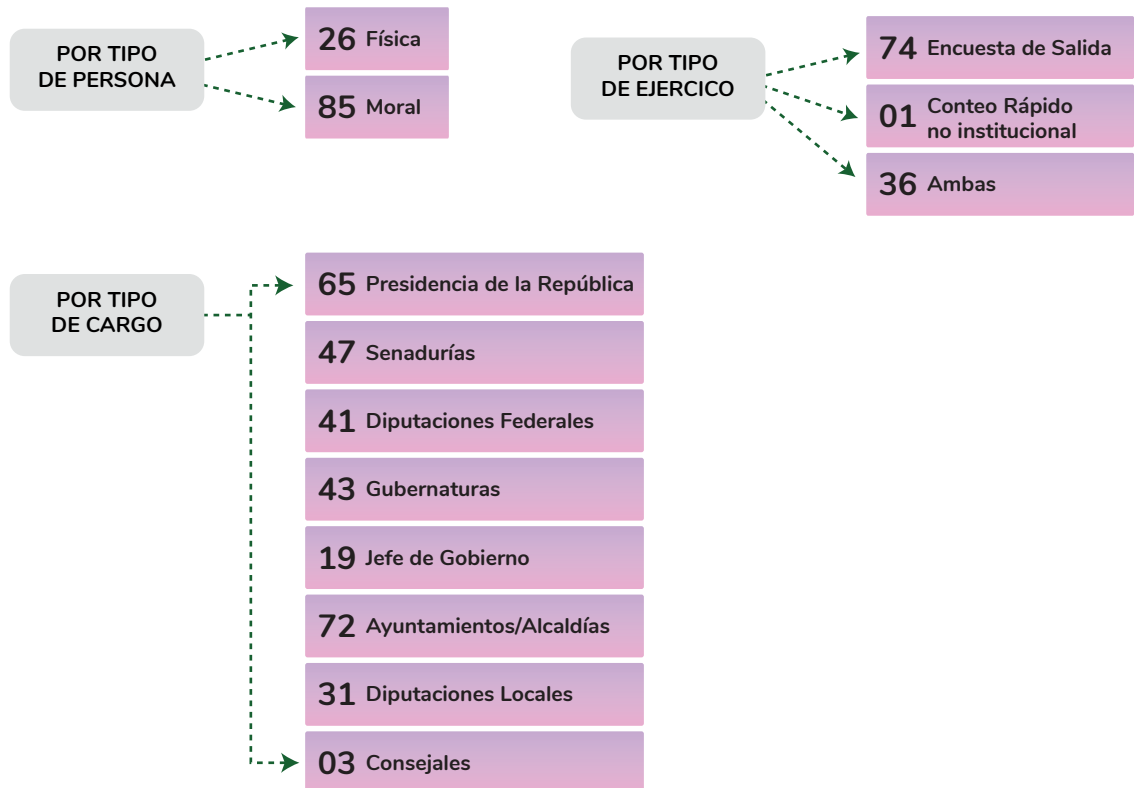 POR TIPO
DE PERSONA
26 Física
85 Moral
POR TIPO
DE EJERCICO
74 Encuesta de Salida
01 Conteo Rápido
no institucional
36 Ambas
POR TIPO
DE CARGO
65 Presidencia de la República
47 Senadurías
41 Diputaciones Federales
43 Gubernaturas
19 Jefe de Gobierno
72 Ayuntamientos/Alcaldías
31 Diputaciones Locales
03 Consejales